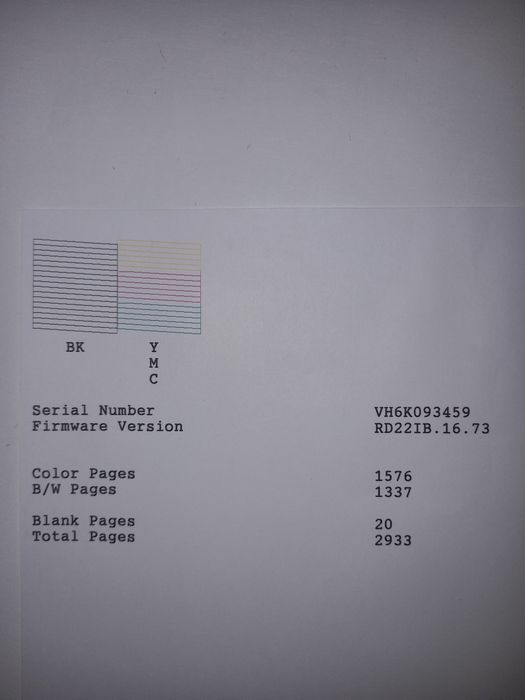 BK Y
M
C
Serial Number VH6K093459
Firmware Version RD22IB.16.73
Color Pages 1576
B/W Pages 1337
Blank Pages 20
Total Pages 2933